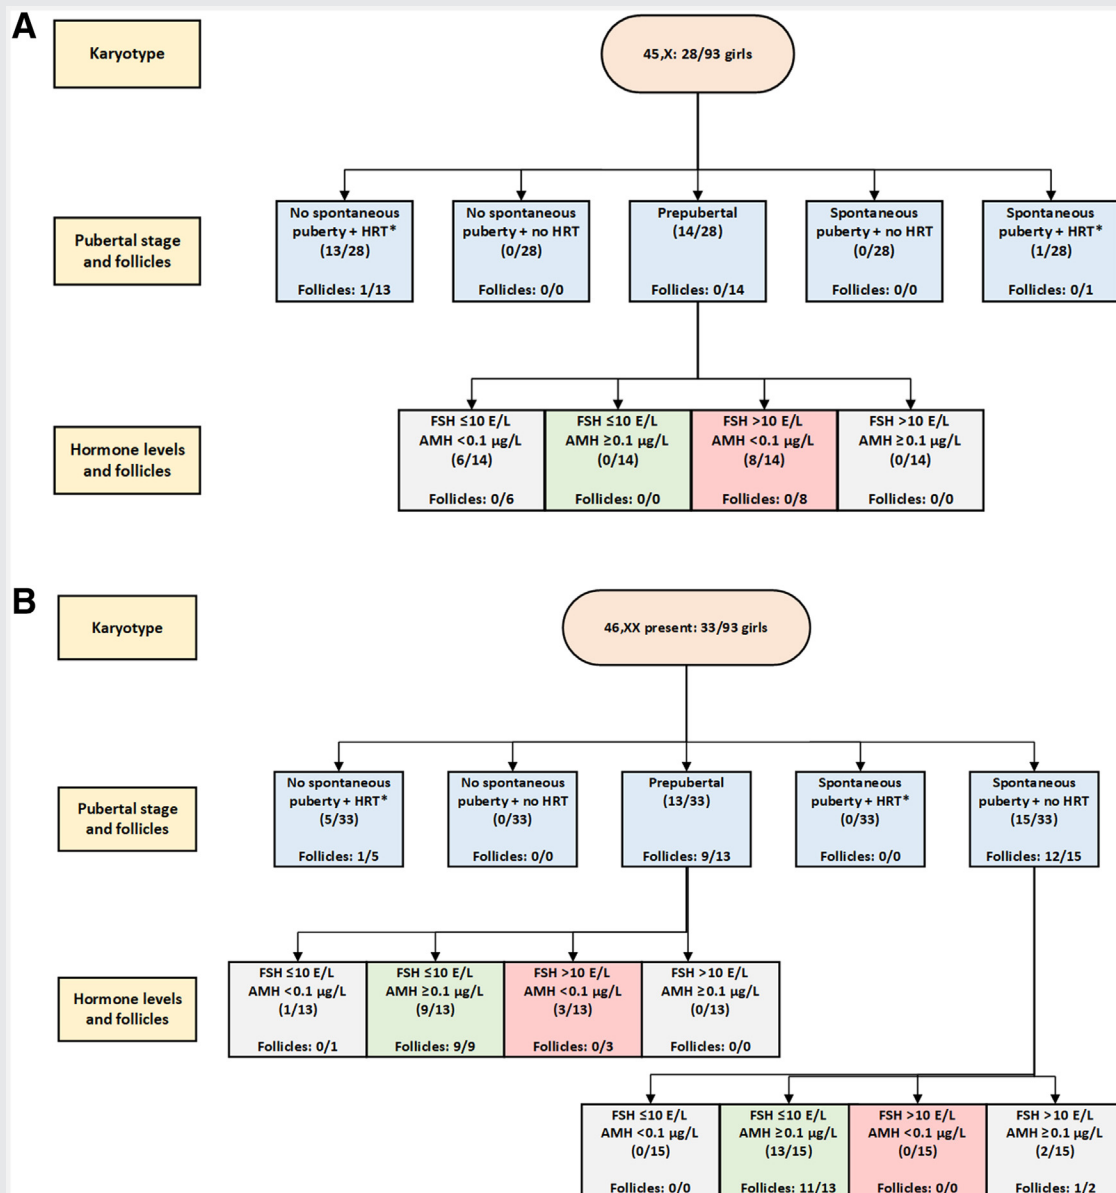 A
Karyotype
45,X: 28/93 girls
Pubertal stage
and follicles
No spontaneous
puberty + HRT*
(13/28)
Follicles: 1/13
No spontaneous
puberty + no HRT
(0/28)
Follicles: 0/0
Prepubertal
(14/28)
Follicles: 0/14
Spontaneous
puberty + no HRT
(0/28)
Follicles: 0/0
Spontaneous
puberty + HRT*
(1/28)
Follicles: 0/1
Hormone levels
and follicles
FSH ≤10 E/L
AMH <0.1 µg/L
(6/14)
Follicles: 0/6
FSH ≤10 E/L
AMH ≥0.1 µg/L
(0/14)
Follicles: 0/0
FSH >10 E/L
AMH <0.1 µg/L
(8/14)
Follicles: 0/8
FSH >10 E/L
AMH ≥0.1 µg/L
(0/14)
Follicles: 0/0
B
Karyotype
46,XX present: 33/93 girls
Pubertal stage
and follicles
No spontaneous
puberty + HRT*
(5/33)
Follicles: 1/5
No spontaneous
puberty + no HRT
(0/33)
Follicles: 0/0
Prepubertal
(13/33)
Follicles: 9/13
Spontaneous
puberty + HRT*
(0/33)
Follicles: 0/0
Spontaneous
puberty + no HRT
(15/33)
Follicles: 12/15
Hormone levels
and follicles
FSH ≤10 E/L
AMH <0.1 µg/L
(1/13)
Follicles: 0/1
FSH ≤10 E/L
AMH ≥0.1 µg/L
(9/13)
Follicles: 9/9
FSH >10 E/L
AMH <0.1 µg/L
(3/13)
Follicles: 0/3
FSH >10 E/L
AMH ≥0.1 µg/L
(0/13)
Follicles: 0/0
FSH ≤10 E/L
AMH <0.1 µg/L
(0/15)
Follicles: 0/0
FSH ≤10 E/L
AMH ≥0.1 µg/L
(13/15)
Follicles: 11/13
FSH >10 E/L
AMH <0.1 µg/L
(0/15)
Follicles: 0/0
FSH >10 E/L
AMH ≥0.1 µg/L
(2/15)
Follicles: 1/2